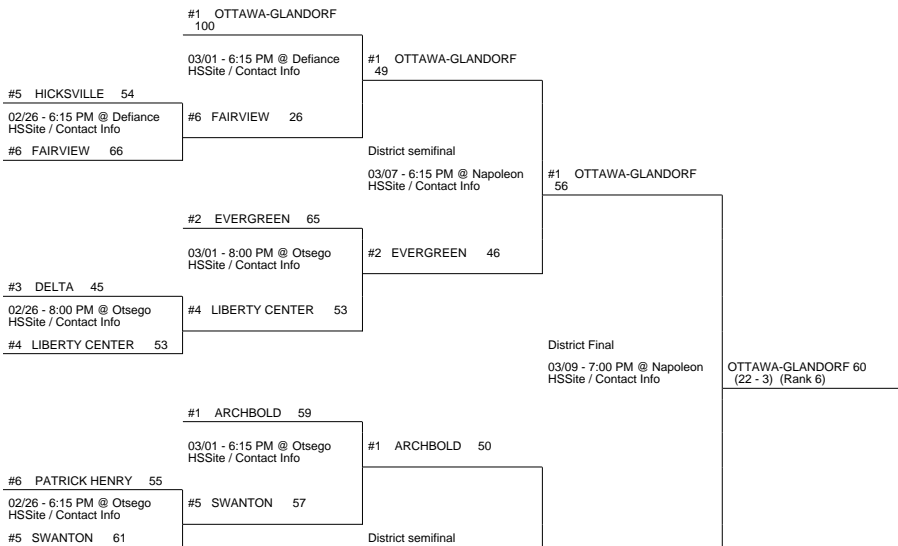 #1 OTTAWA-GLANDORF
100
03/01 - 6:15 PM @ Defiance
HSSite / Contact Info
#1 OTTAWA-GLANDORF
49
#5 HICKSVILLE 54
02/26 - 6:15 PM @ Defiance
HSSite / Contact Info
#6 FAIRVIEW 26
#6 FAIRVIEW 66
District semifinal
03/07 - 6:15 PM @ Napoleon
HSSite / Contact Info
#1 OTTAWA-GLANDORF
56
#2 EVERGREEN 65
03/01 - 8:00 PM @ Otsego
HSSite / Contact Info
#2 EVERGREEN 46
#3 DELTA 45
02/26 - 8:00 PM @ Otsego
HSSite / Contact Info
#4 LIBERTY CENTER 53
#4 LIBERTY CENTER 53
District Final
03/09 - 7:00 PM @ Napoleon
HSSite / Contact Info
OTTAWA-GLANDORF 60
(22 - 3) (Rank 6)
#1 ARCHBOLD 59
03/01 - 6:15 PM @ Otsego
HSSite / Contact Info
#1 ARCHBOLD 50
#6 PATRICK HENRY 55
02/26 - 6:15 PM @ Otsego
HSSite / Contact Info
#5 SWANTON 57
#5 SWANTON 61
District semifinal